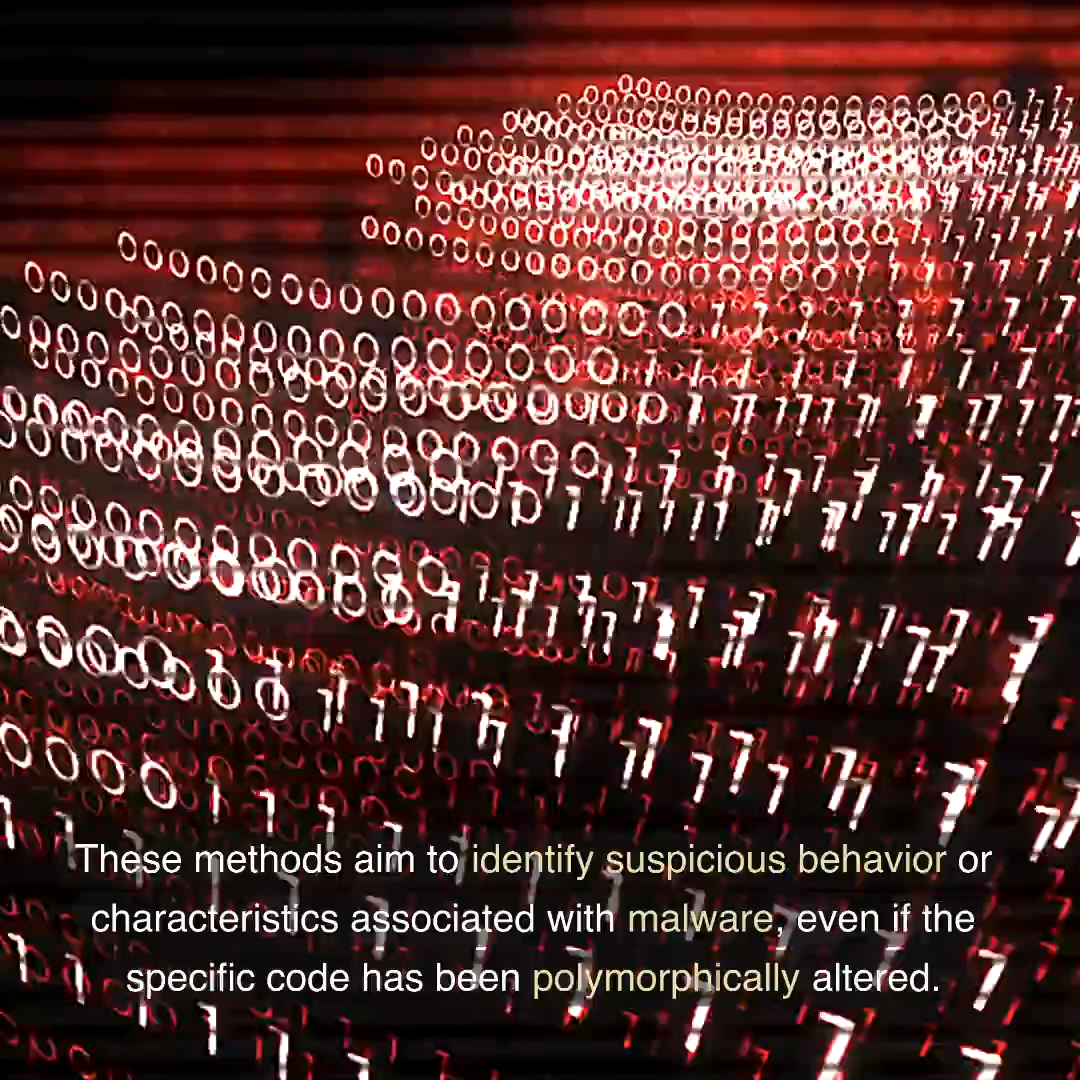 These methods aim to identify suspicious behavior or
characteristics associated with malware, even if the
specific code has been polymorphically altered.